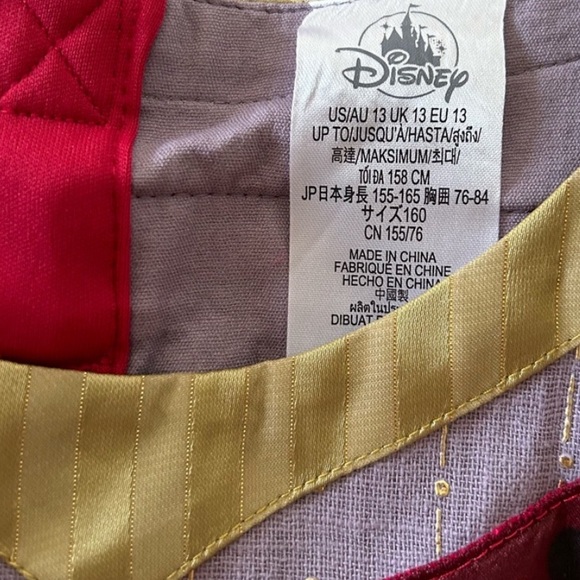 Disney
US/AU 13 UK 13 EU 13
UP TO/JUSQU'À/HASTA/สูงถึง/
高達/MAKSIMUM/최대/
TỐI ĐA 158 CM
JP日本身長 155-165 胸囲 76-84
サイズ160
CN 155/76
MADE IN CHINA
FABRIQUÉ EN CHINE
HECHO EN CHINA
中國製
DIBUAT